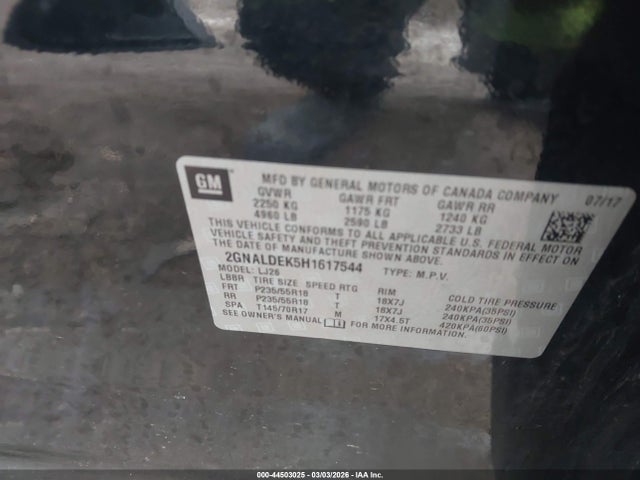 GM
MFD BY GENERAL MOTORS OF CANADA COMPANY 07/17
GVWR GAWR FRT GAWR RR
2250 KG 1175 KG 1240 KG
4960 LB 2590 LB 2733 LB
THIS VEHICLE CONFORMS TO ALL APPLICABLE U.S. FEDERAL MOTOR
VEHICLE SAFETY AND THEFT PREVENTION STANDARDS IN EFFECT ON
THE DATE OF MANUFACTURE SHOWN ABOVE.
2GNALDEK5H1617544 TYPE: M.P.V.
MODEL: LJ26
LBBR TIRE SIZE SPEED RTG RIM COLD TIRE PRESSURE
FRT P235/55R18 T 18X7J 240KPA(35PSI)
RR P235/55R18 T 18X7J 240KPA(35PSI)
SPA T145/70R17 M 17X4.5T 420KPA(60PSI)
SEE OWNER'S MANUAL FOR MORE INFORMATION.
000-44503025 | 03/03/2026 | IAA Inc.